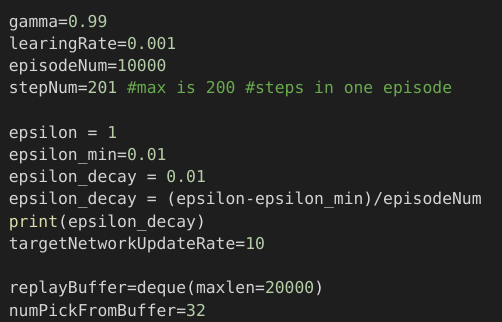 gamma=0.99
learingRate=0.001
episodeNum=10000
stepNum=201 #max is 200 #steps in one episode
epsilon = 1
epsilon_min=0.01
epsilon_decay = 0.01
epsilon_decay = (epsilon-epsilon_min)/episodeNum
print(epsilon_decay)
targetNetworkUpdateRate=10
replayBuffer=deque(maxlen=20000)
numPickFromBuffer=32